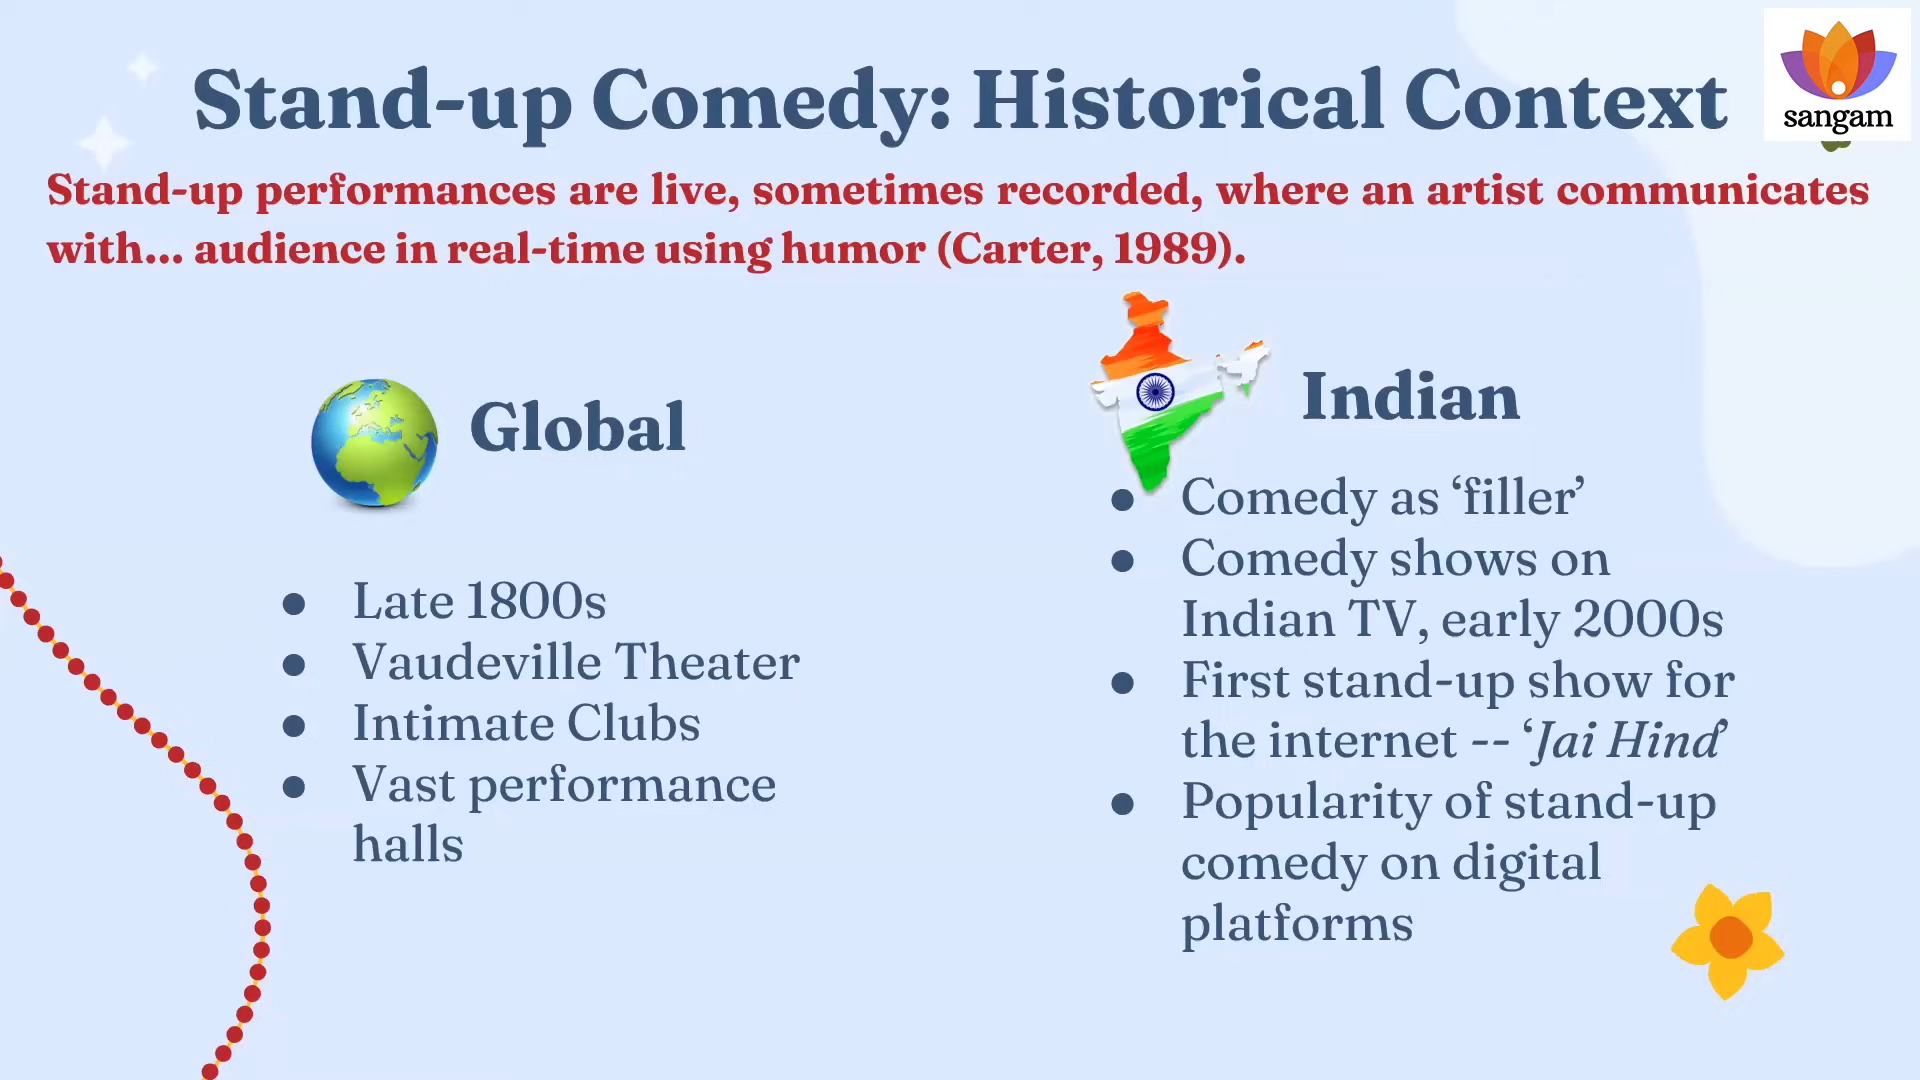 Stand-up Comedy: Historical Context
sangam
Stand-up performances are live, sometimes recorded, where an artist communicates
with... audience in real-time using humor (Carter, 1989).
Global
● Late 1800s
● Vaudeville Theater
● Intimate Clubs
● Vast performance
halls
Indian
● Comedy as ‘filler’
● Comedy shows on
Indian TV, early 2000s
● First stand-up show for
the internet -- ‘Jai Hind’
● Popularity of stand-up
comedy on digital
platforms